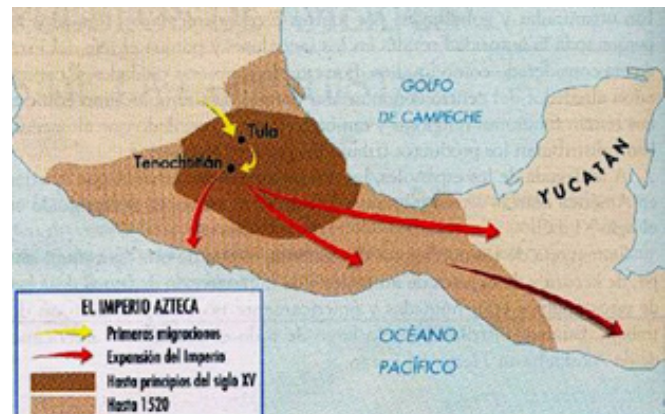 GOLFO
DE CAMPECHE
Tula
Tenochtitlán
YUCATÁN
EL IMPERIO AZTECA
Primeras migraciones
Expansión del Imperio
Hasta principios del siglo XV
Hasta 1520
OCÉANO
PACÍFICO